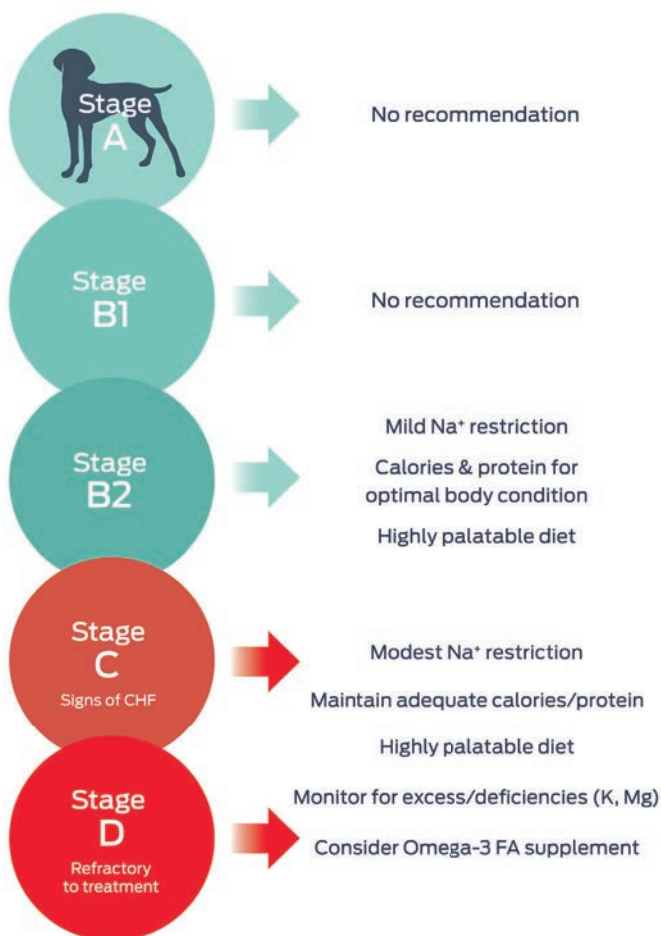 Stage
A
No recommendation
Stage
B1
No recommendation
Stage
B2
Mild Na⁺ restriction
Calories & protein for
optimal body condition
Highly palatable diet
Stage
C
Signs of CHF
Modest Na⁺ restriction
Maintain adequate calories/protein
Highly palatable diet
Stage
D
Refractory
to treatment
Monitor for excess/deficiencies (K, Mg)
Consider Omega-3 FA supplement